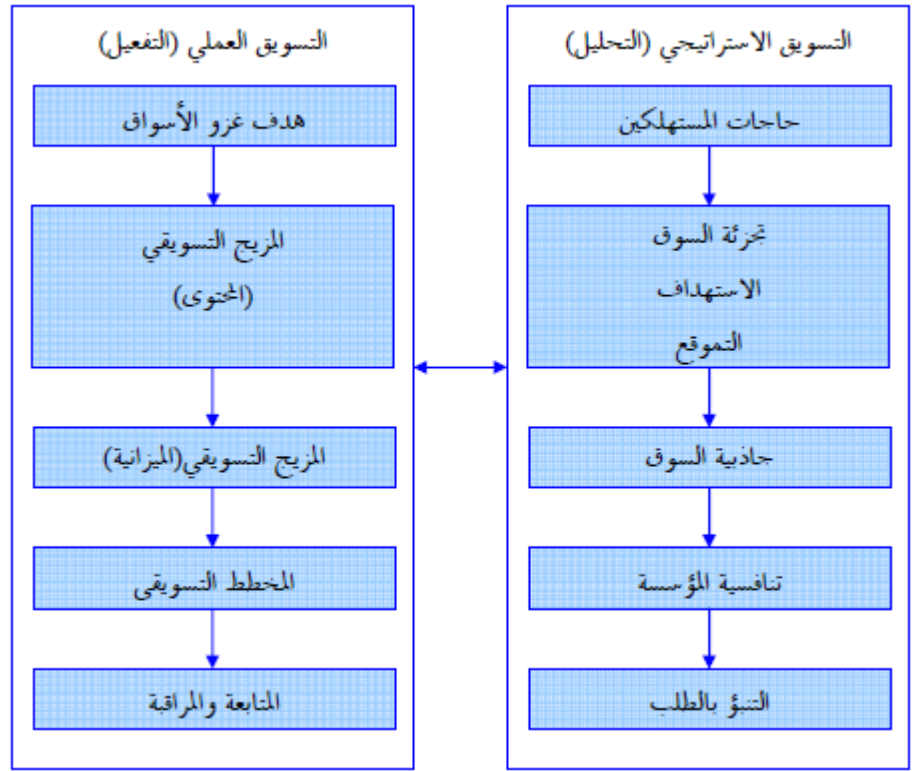 التسويق الاستراتيجي (التحليل)
حاجات المستهلكين
تجزئة السوق
الاستهداف
التموقع
جاذبية السوق
تنافسية المؤسسة
التنبؤ بالطلب
التسويق العملي (التفعيل)
هدف غزو الأسواق
المزيج التسويقي
(المحتوى)
المزيج التسويقي(الميزانية)
المخطط التسويقي
المتابعة والمراقبة